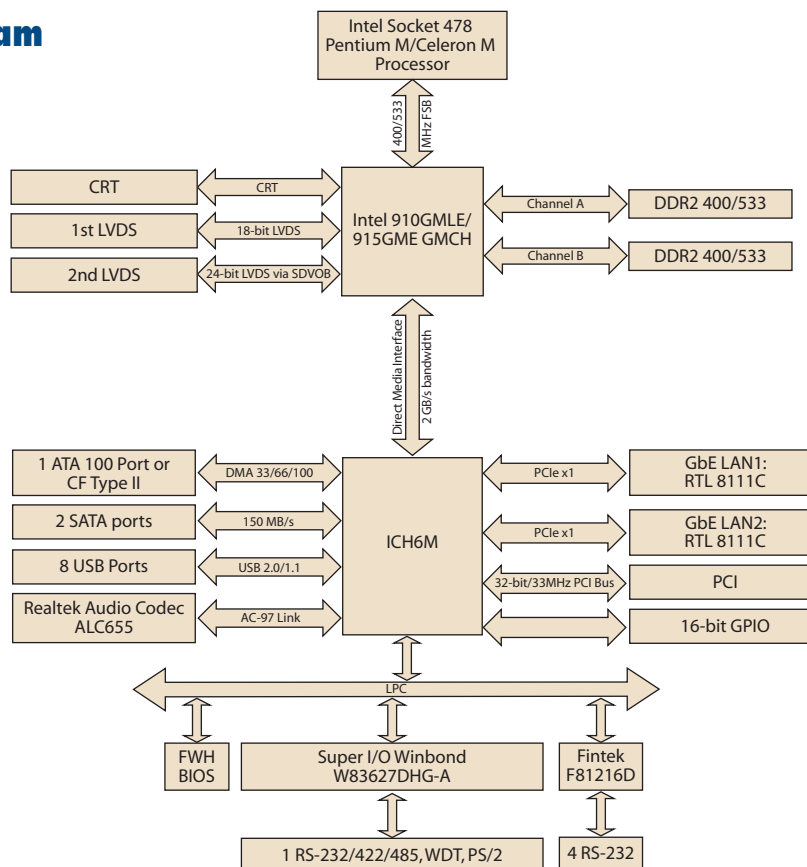 am
Intel Socket 478
Pentium M/Celeron M
Processor
400/533
MHz FSB
CRT
CRT
Intel 910GMLE/
915GME GMCH
Channel A
DDR2 400/533
1st LVDS
18-bit LVDS
2nd LVDS
24-bit LVDS via SDVOB
Channel B
DDR2 400/533
Direct Media Interface
2 GB/s bandwidth
1 ATA 100 Port or
CF Type II
DMA 33/66/100
ICH6M
PCIe x1
GbE LAN1:
RTL 8111C
2 SATA ports
150 MB/s
PCIe x1
GbE LAN2:
RTL 8111C
8 USB Ports
USB 2.0/1.1
32-bit/33MHz PCI Bus
PCI
Realtek Audio Codec
ALC655
AC-97 Link
16-bit GPIO
LPC
FWH
BIOS
Super I/O Winbond
W83627DHG-A
Fintek
F81216D
1 RS-232/422/485, WDT, PS/2
4 RS-232